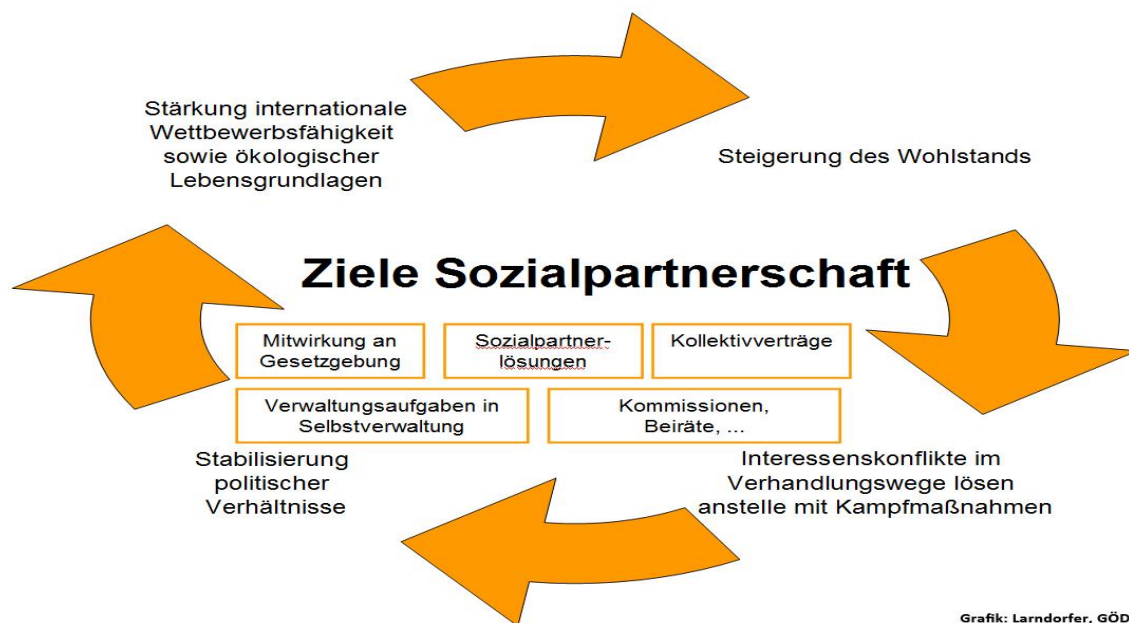 Stärkung internationale
Wettbewerbsfähigkeit
sowie ökologischer
Lebensgrundlagen
Steigerung des Wohlstands
Ziele Sozialpartnerschaft
Mitwirkung an
Gesetzgebung
Sozialpartner-
lösungen
Kollektivverträge
Verwaltungsaufgaben in
Selbstverwaltung
Kommissionen,
Beiräte, ...
Stabilisierung
politischer
Verhältnisse
Interessenskonflikte im
Verhandlungswege lösen
anstelle mit Kampfmaßnahmen
Grafik: Larndorfer, GÖD